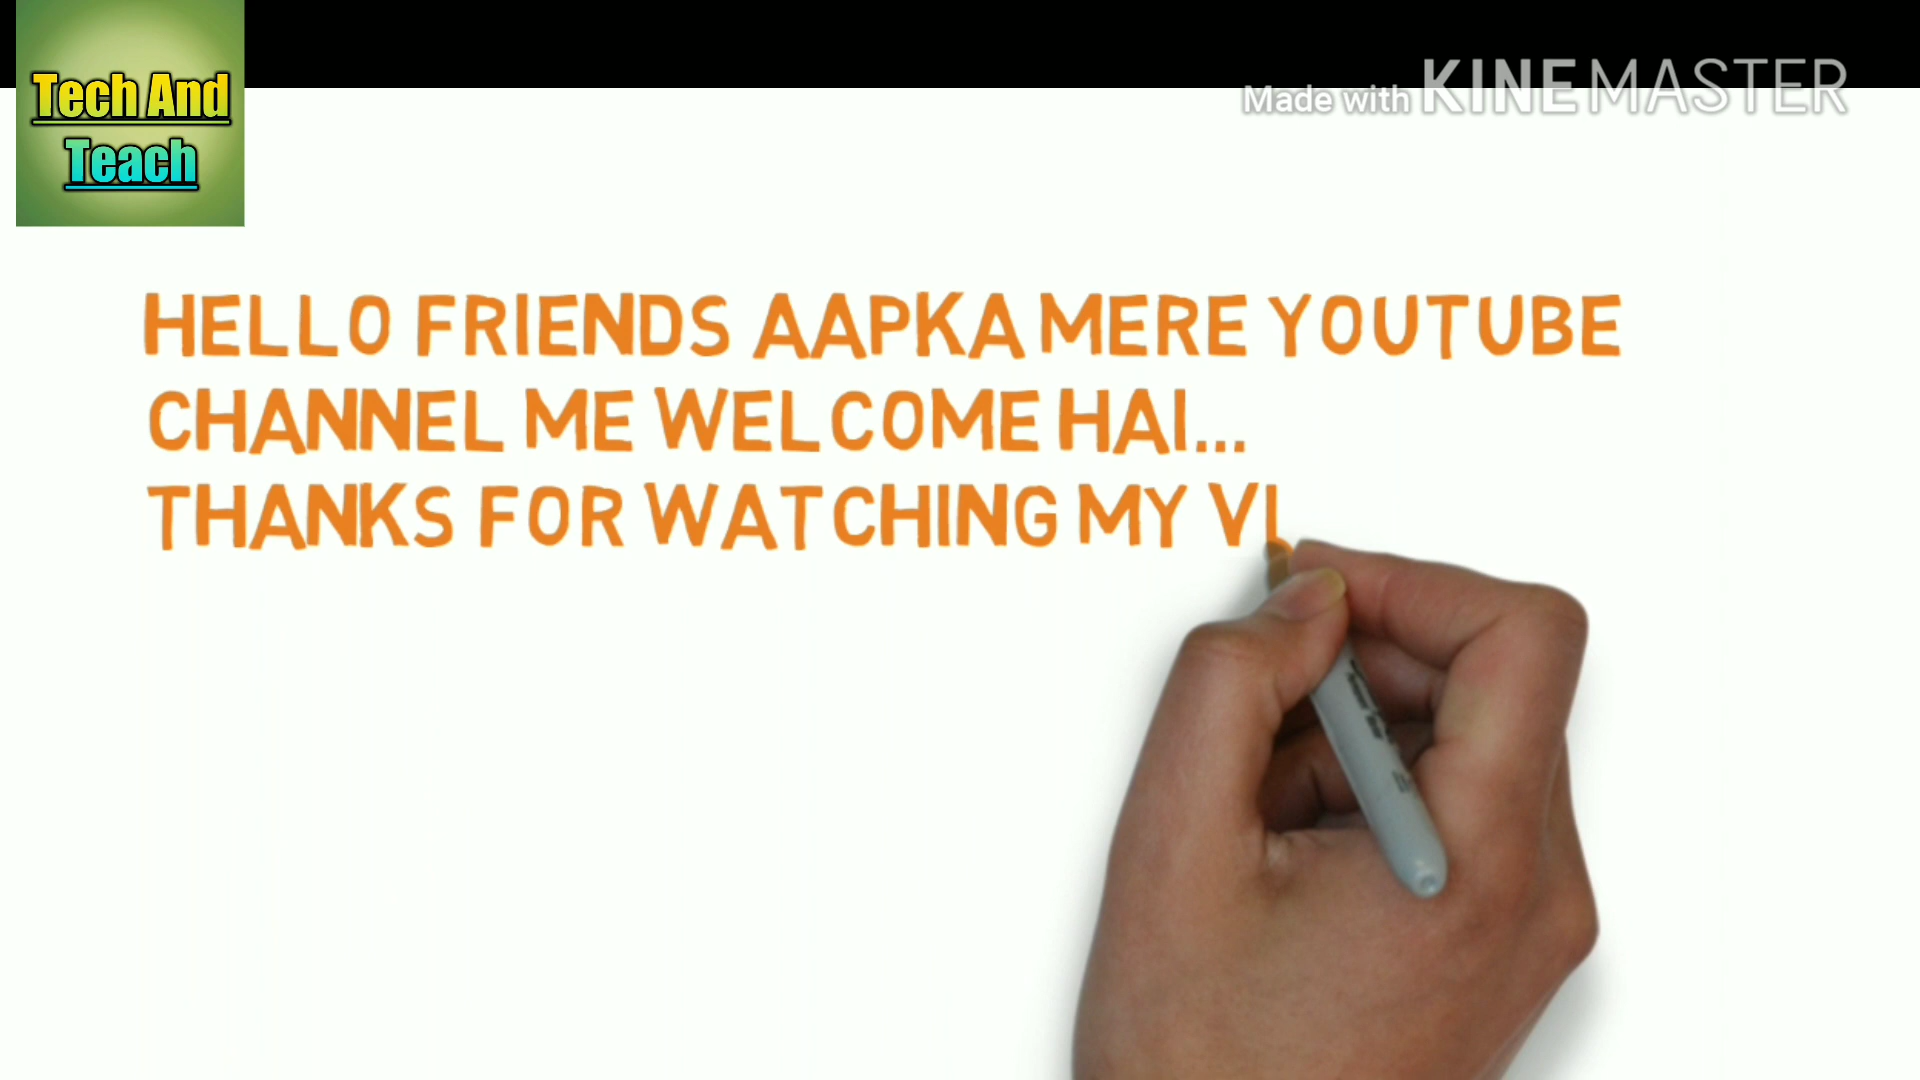 Tech And
Teach
Made with KINEMASTER
HELLO FRIENDS AAPKA MERE YOUTUBE
CHANNEL ME WELCOME HAI...
THANKS FOR WATCHING MY VI